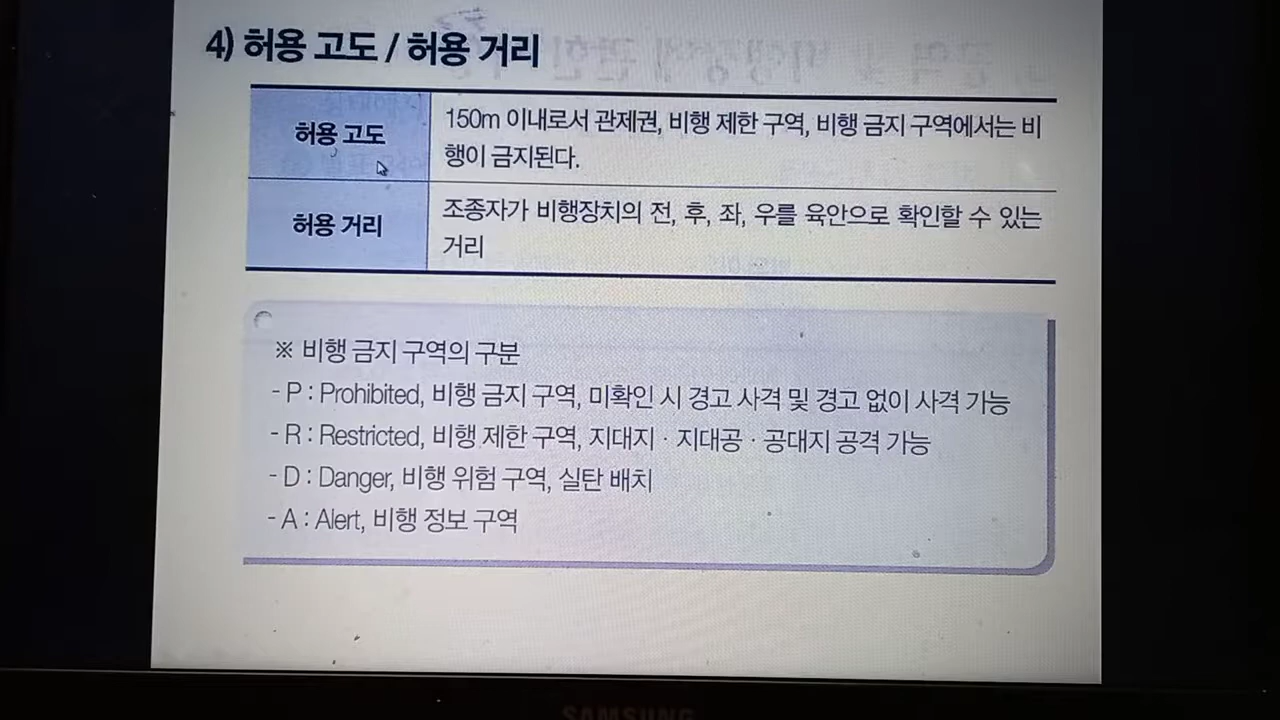 4) 허용 고도 / 허용 거리
허용 고도
150m 이내로서 관제권, 비행 제한 구역, 비행 금지 구역에서는 비
행이 금지된다.
허용 거리
조종자가 비행장치의 전, 후, 좌, 우를 육안으로 확인할 수 있는
거리
※ 비행 금지 구역의 구분
- P : Prohibited, 비행 금지 구역, 미확인 시 경고 사격 및 경고 없이 사격 가능
- R : Restricted, 비행 제한 구역, 지대지 · 지대공 · 공대지 공격 가능
- D : Danger, 비행 위험 구역, 실탄 배치
- A : Alert, 비행 정보 구역
SAMSUNG